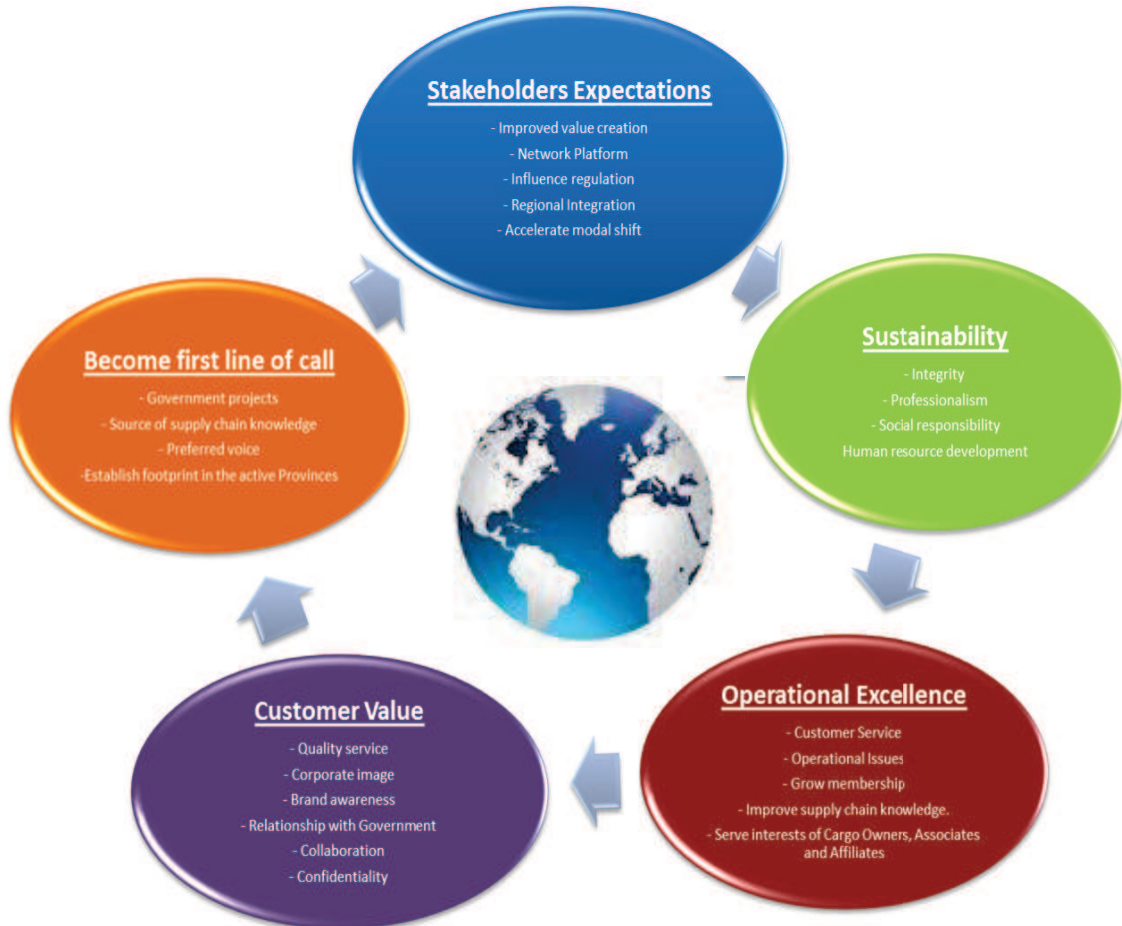 Stakeholders Expectations
- Improved value creation
- Network Platform
- Influence regulation
- Regional Integration
- Accelerate modal shift
Sustainability
- Integrity
- Professionalism
- Social responsibility
Human resource development
Operational Excellence
- Customer Service
- Operational Issues
- Grow membership
- Improve supply chain knowledge.
- Serve interests of Cargo Owners, Associates
and Affiliates
Customer Value
- Quality service
- Corporate image
- Brand awareness
- Relationship with Government
- Collaboration
- Confidentiality
Become first line of call
- Government projects
- Source of supply chain knowledge
- Preferred voice
-Establish footprint in the active Provinces